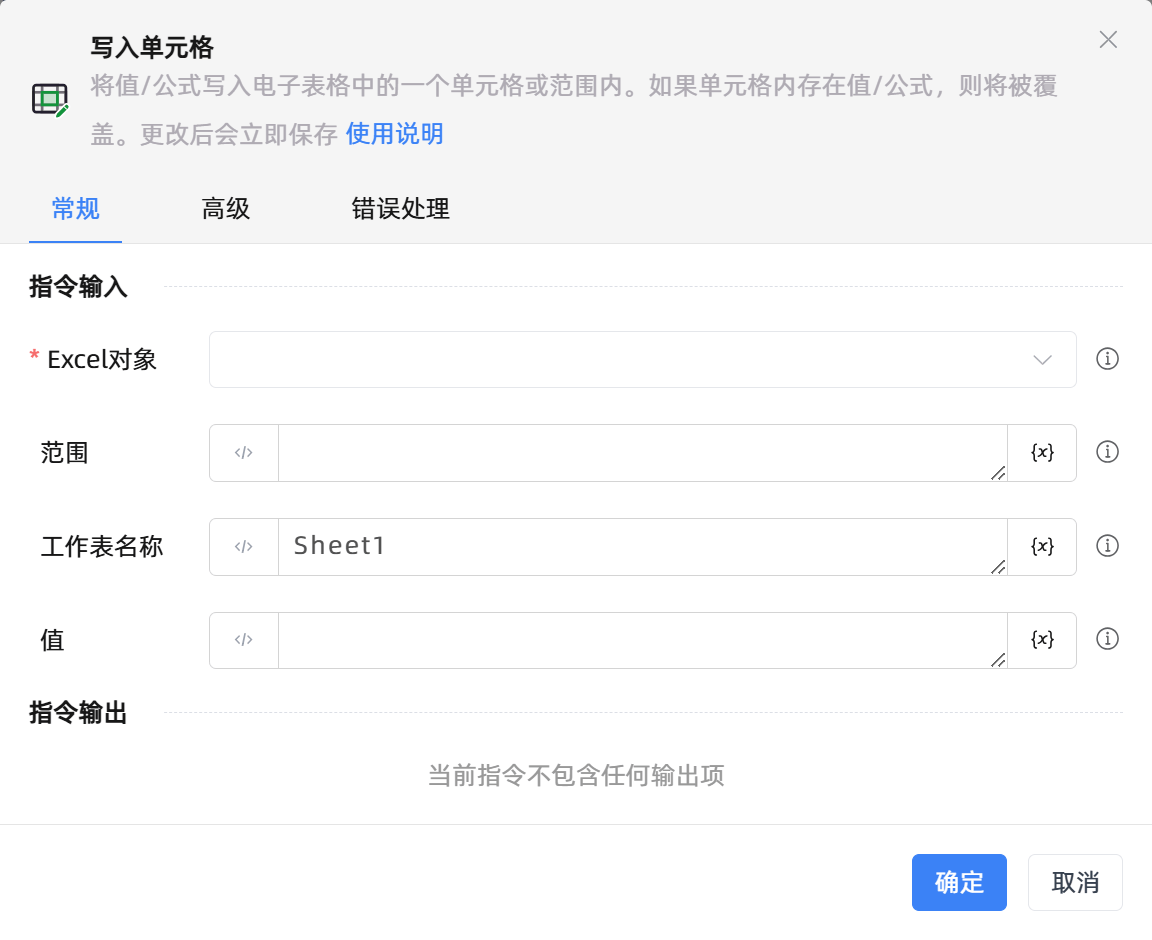 写入单元格
将值/公式写入电子表格中的一个单元格或范围内。如果单元格内存在值/公式，则将被覆
盖。更改后会立即保存 使用说明
常规 高级 错误处理
指令输入
* Excel对象
范围 </> {x}
工作表名称 </> Sheet1 {x}
值 </> {x}
指令输出
当前指令不包含任何输出项
确定 取消